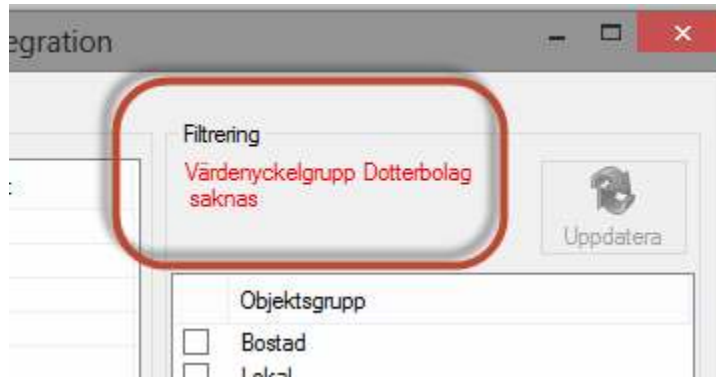 egration
Filtrering
Värdenyckelgrupp Dotterbolag
saknas
Uppdatera
Objektsgrupp
Bostad
Lokal